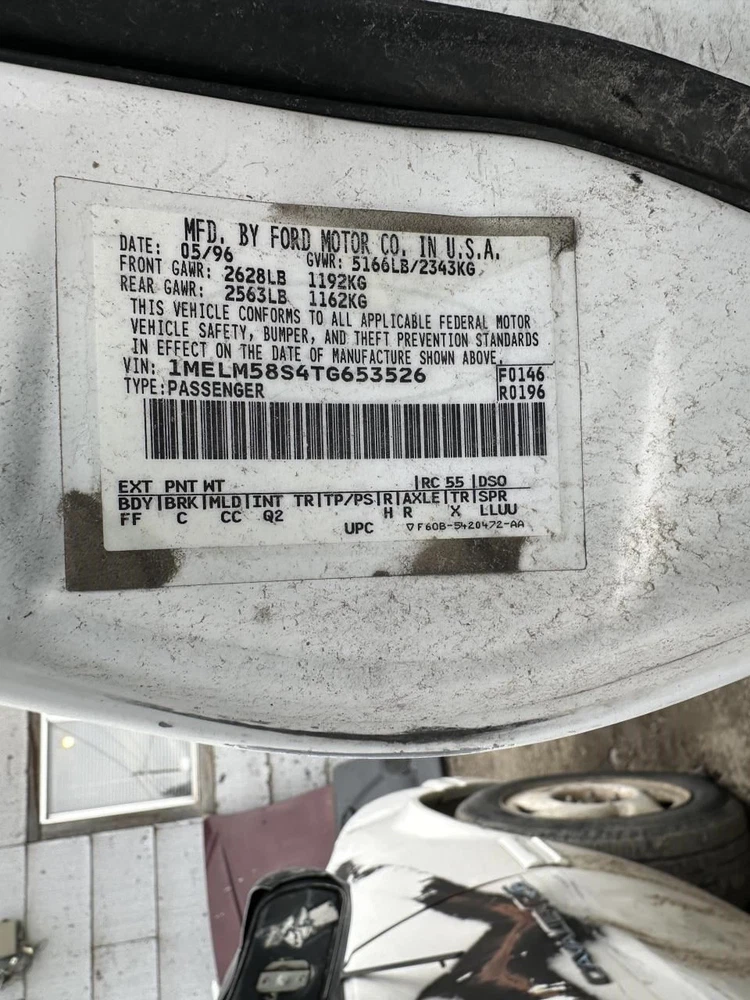 MFD. BY FORD MOTOR CO. IN U.S.A.
DATE: 05/96 GVWR: 5166LB/2343KG
FRONT GAWR: 2628LB 1192KG
REAR GAWR: 2563LB 1162KG
THIS VEHICLE CONFORMS TO ALL APPLICABLE FEDERAL MOTOR
VEHICLE SAFETY, BUMPER, AND THEFT PREVENTION STANDARDS
IN EFFECT ON THE DATE OF MANUFACTURE SHOWN ABOVE.
VIN: 1MELM58S4TG653526 F0146
TYPE: PASSENGER R0196
EXT PNT WT |RC 55 |DSO
BDY|BRK|MLD|INT TR|TP/PS|R|AXLE|TR|SPR
FF C CC Q2 H R X LLUU
UPC ▽F60B-5420472-AA